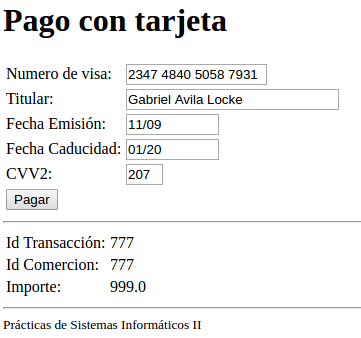 Pago con tarjeta
Numero de visa: 2347 4840 5058 7931
Titular: Gabriel Avila Locke
Fecha Emisión: 11/09
Fecha Caducidad: 01/20
CVV2: 207
Pagar
Id Transacción: 777
Id Comercion: 777
Importe: 999.0
Prácticas de Sistemas Informáticos II